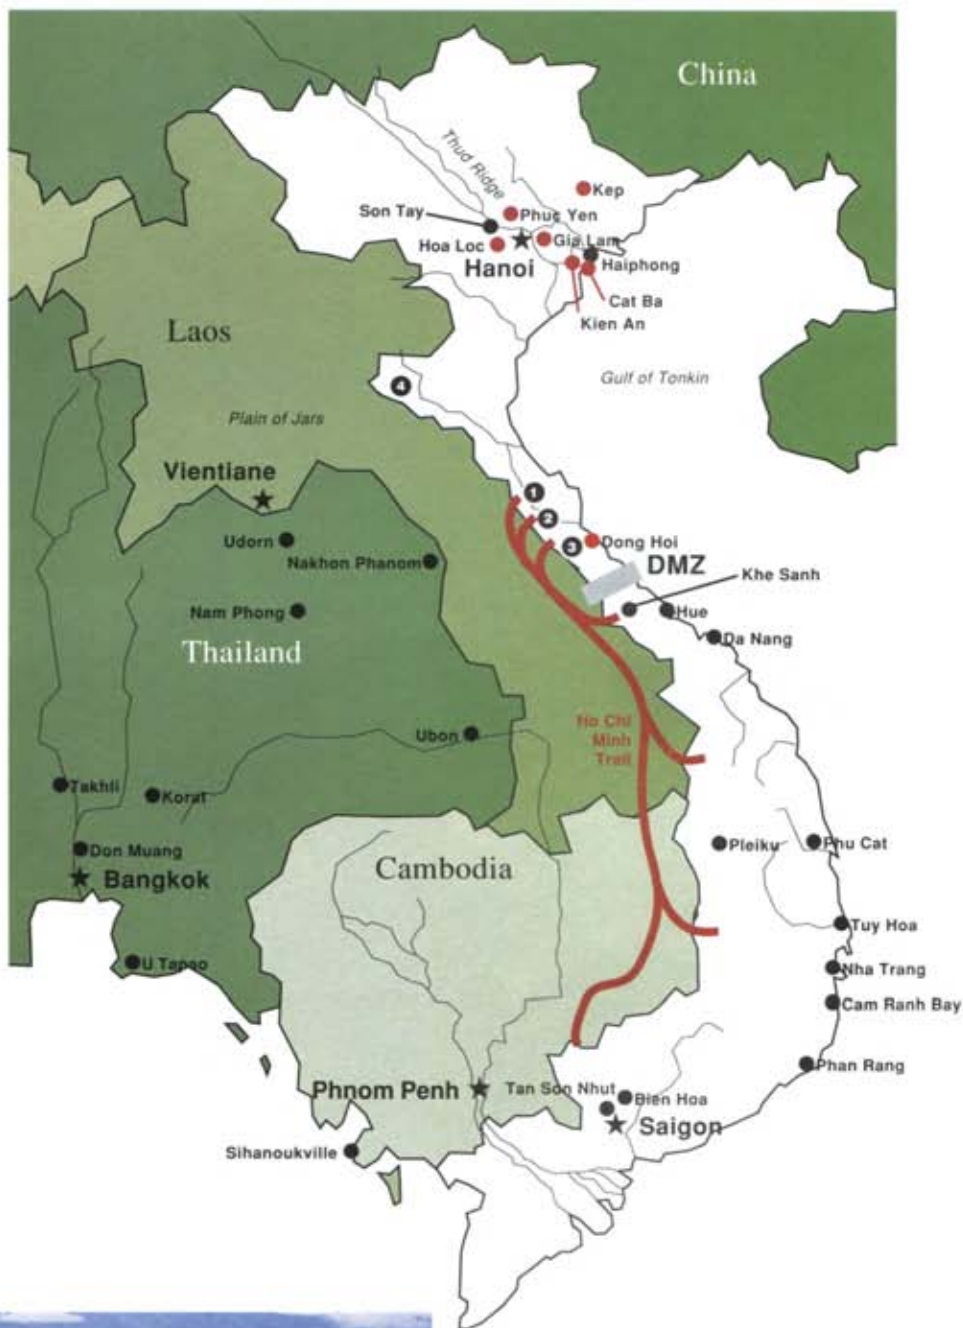 China
Thud Ridge
Kep
Son Tay
Phuc Yen
Hoa Loc
Gia Lam
Hanoi
Haiphong
Cat Ba
Kien An
Laos
Gulf of Tonkin
4
Plain of Jars
Vientiane
1
2
Udorn
3
Dong Hoi
Nakhon Phanom
DMZ
Khe Sanh
Nam Phong
Hue
Da Nang
Thailand
Ho Chi
Minh
Trail
Ubon
Takhli
Korat
Don Muang
Pleiku
Phu Cat
Cambodia
Bangkok
Tuy Hoa
U Tapao
Nha Trang
Cam Ranh Bay
Phan Rang
Phnom Penh
Tan Son Nhut
Bien Hoa
Saigon
Sihanoukville